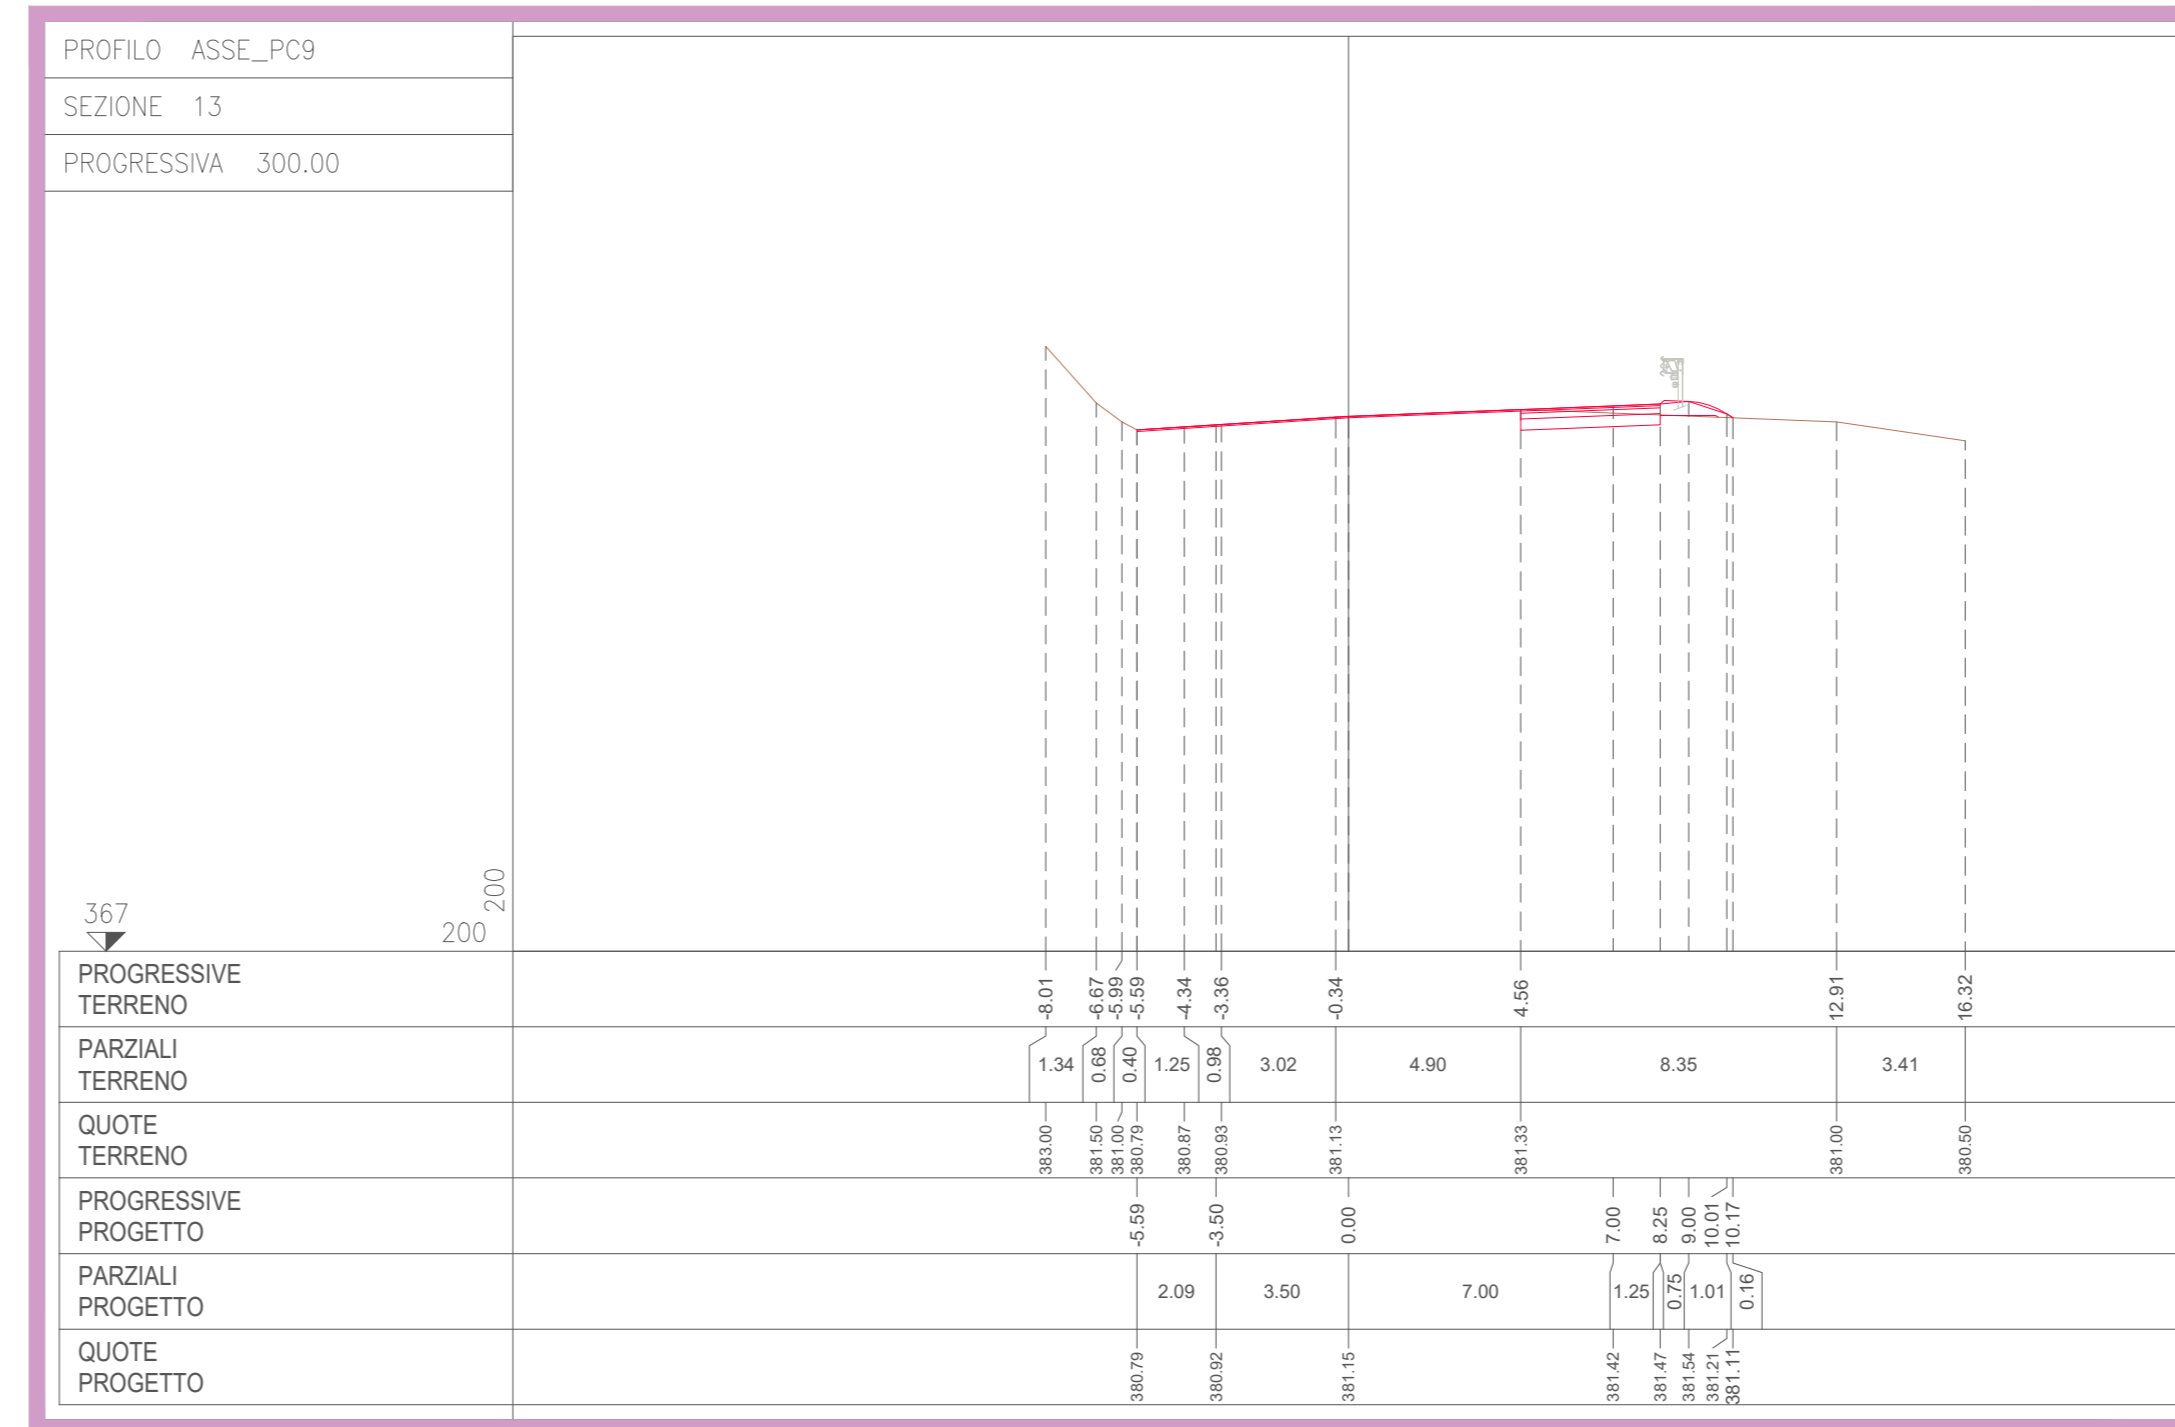 PROFILO ASSE_PC9
SEZIONE 13
PROGRESSIVA 300.00
367
200
200
PROGRESSIVE
TERRENO
-8.01 -6.67 -5.99 -5.59 -4.34 -3.36 -0.34 4.56 12.91 16.32
PARZIALI
TERRENO
1.34 0.68 0.40 1.25 0.98 3.02 4.90 8.35 3.41
QUOTE
TERRENO
383.00 381.50 381.00 380.79 380.87 380.93 381.13 381.33 381.00 380.50
PROGRESSIVE
PROGETTO
-5.59 -3.50 0.00 7.00 8.25 9.00 10.01 10.17
PARZIALI
PROGETTO
2.09 3.50 7.00 1.25 0.75 1.01 0.16
QUOTE
PROGETTO
380.79 380.92 381.15 381.42 381.47 381.54 381.21 381.11